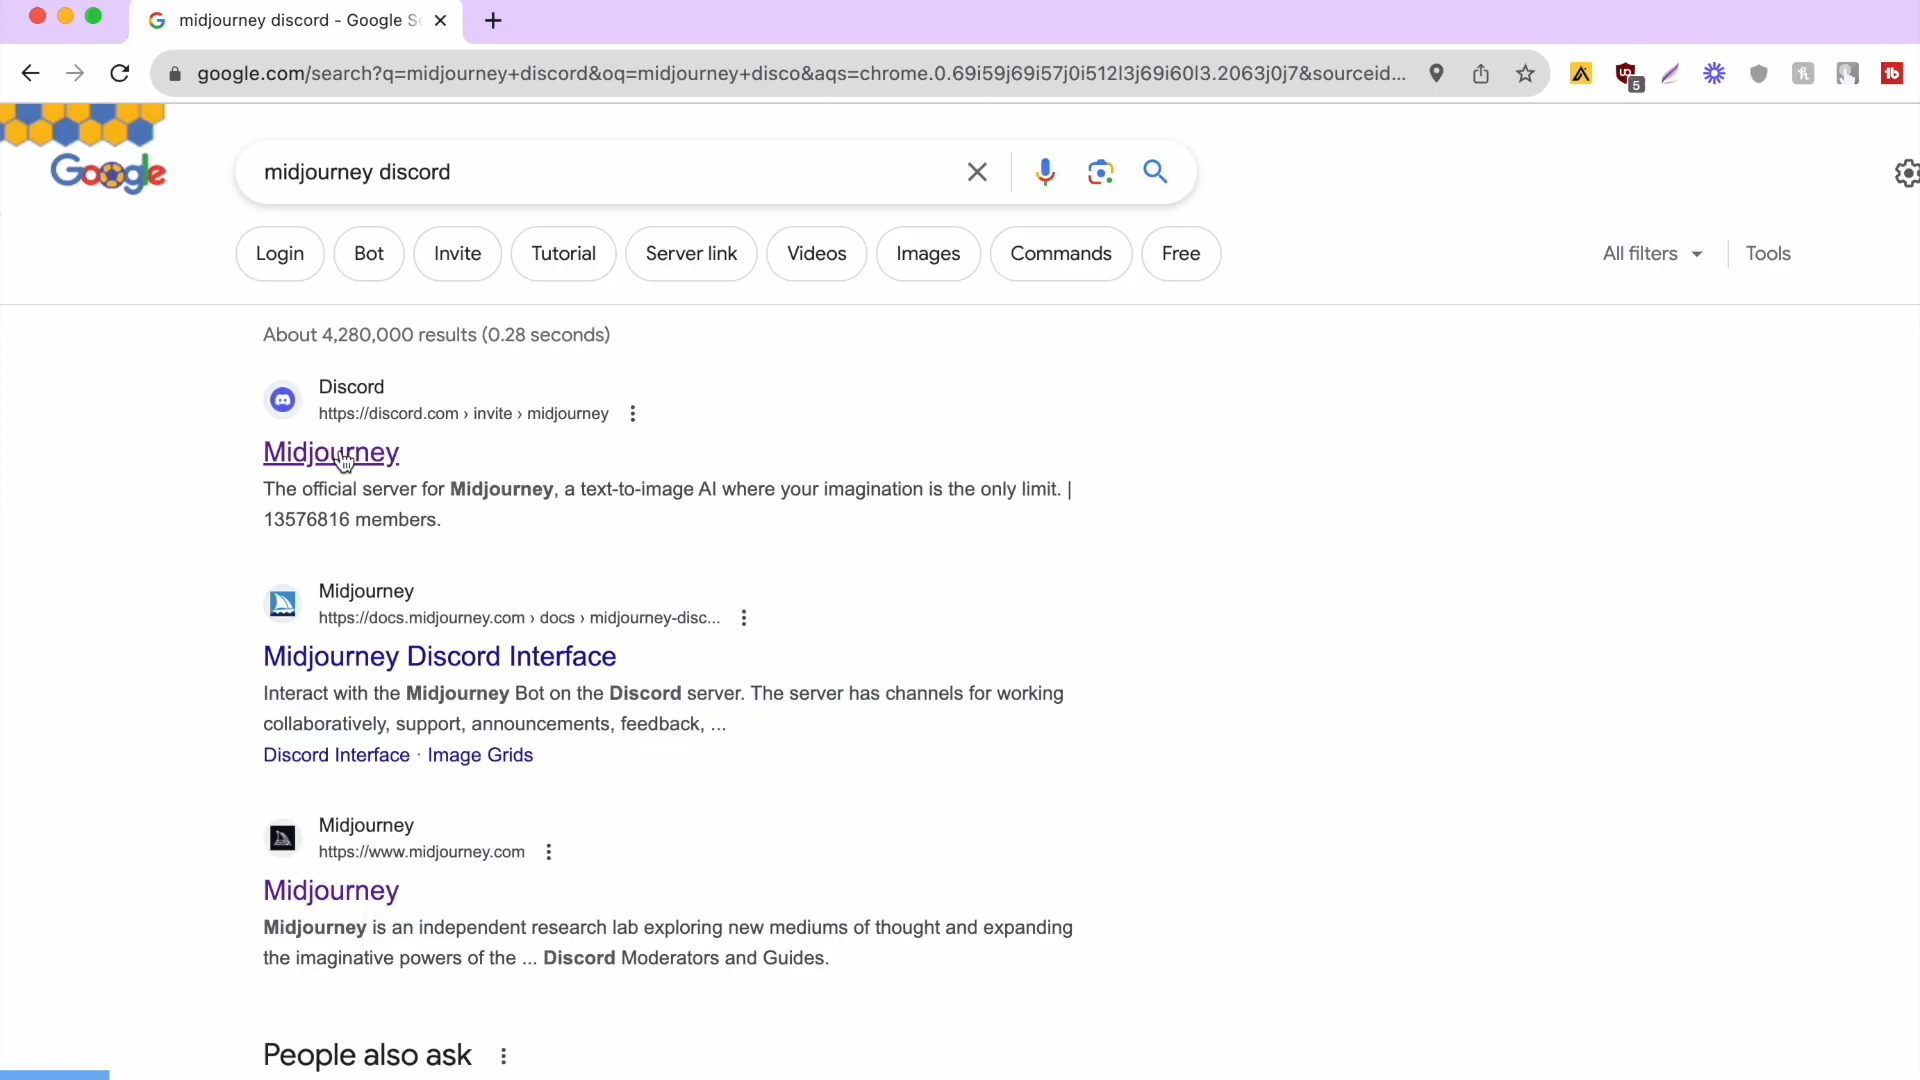 midjourney discord - Google S
google.com/search?q=midjourney+discord&oq=midjourney+disco&aqs=chrome.0.69i59j69i57j0i512l3j69i60l3.2063j0j7&sourceid...
5
Google
midjourney discord
Login
Bot
Invite
Tutorial
Server link
Videos
Images
Commands
Free
All filters
Tools
About 4,280,000 results (0.28 seconds)
Discord
https://discord.com › invite › midjourney
Midjourney
The official server for Midjourney, a text-to-image AI where your imagination is the only limit. |
13576816 members.
Midjourney
https://docs.midjourney.com › docs › midjourney-disc...
Midjourney Discord Interface
Interact with the Midjourney Bot on the Discord server. The server has channels for working
collaboratively, support, announcements, feedback, ...
Discord Interface · Image Grids
Midjourney
https://www.midjourney.com
Midjourney
Midjourney is an independent research lab exploring new mediums of thought and expanding
the imaginative powers of the ... Discord Moderators and Guides.
People also ask